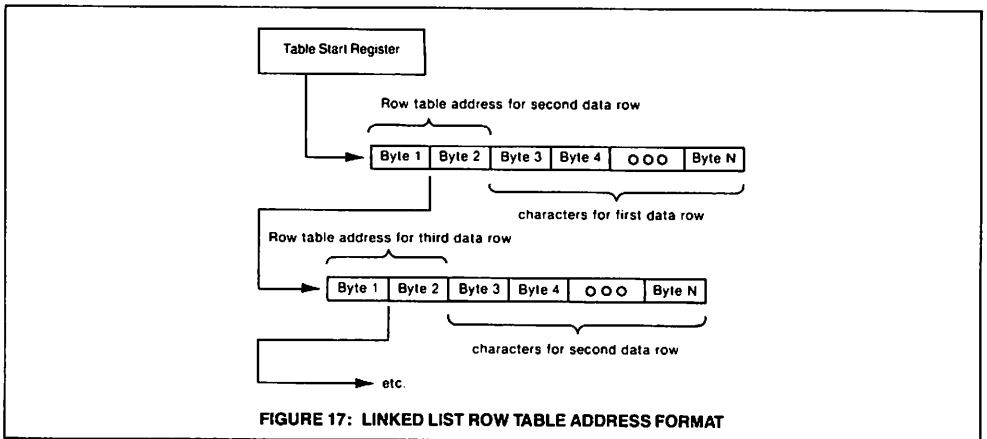 Table Start Register
Row table address for second data row
Byte 1 Byte 2 Byte 3 Byte 4 O O O Byte N
characters for first data row
Row table address for third data row
Byte 1 Byte 2 Byte 3 Byte 4 O O O Byte N
characters for second data row
etc.
FIGURE 17: LINKED LIST ROW TABLE ADDRESS FORMAT